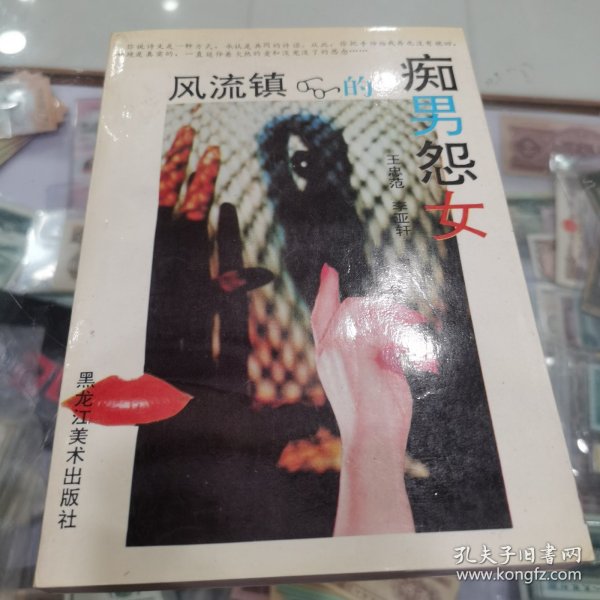 风流镇的
痴男怨女
王忠范 李亚轩
黑龙江美术出版社
孔夫子旧书网
www.kongfz.com